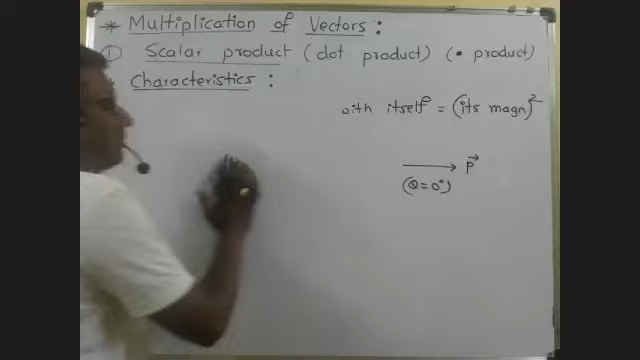 * Multiplication of Vectors :
① Scalar product (dot product) (• product)
Characteristics :
with itself = (its magn)²
→ P⃗
(θ = 0°)